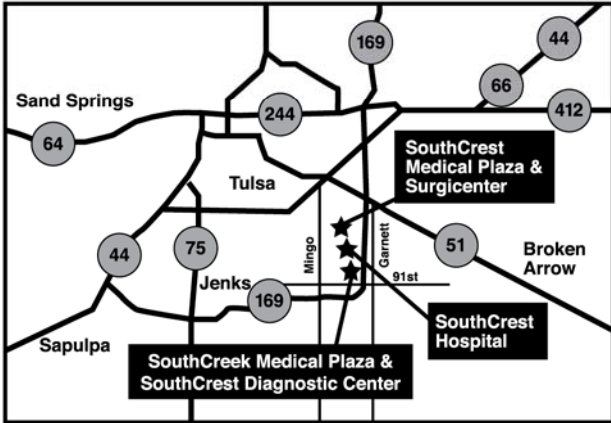 169
44
66
Sand Springs
244
412
64
SouthCrest
Medical Plaza &
Surgicenter
Tulsa
Mingo
Garnett
51
44
75
Broken
Arrow
91st
Jenks
169
SouthCrest
Hospital
Sapulpa
SouthCreek Medical Plaza &
SouthCrest Diagnostic Center